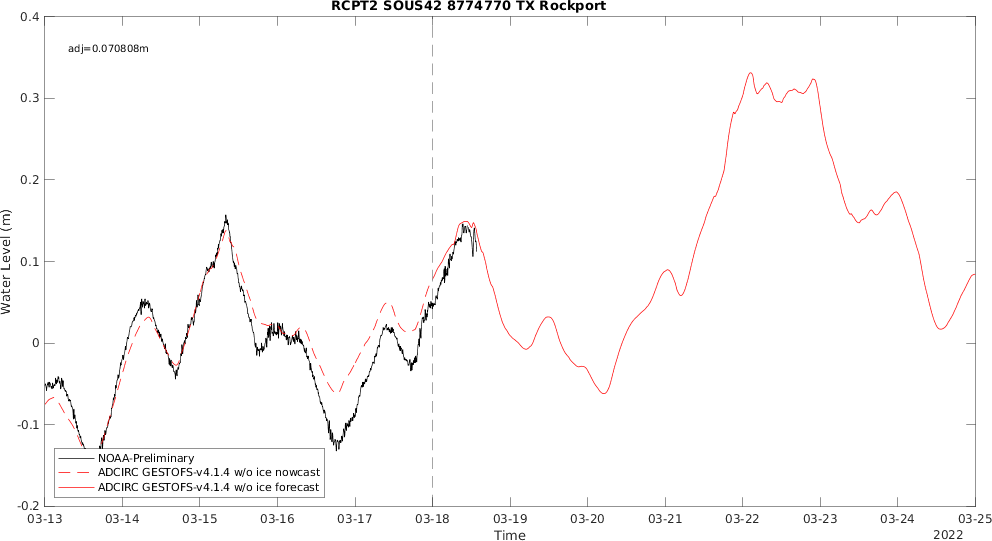 RCPT2 SOUS42 8774770 TX Rockport
adj=0.070808m
0.4
0.3
0.2
0.1
0
-0.1
-0.2
Water Level (m)
NOAA-Preliminary
ADCIRC GESTOFS-v4.1.4 w/o ice nowcast
ADCIRC GESTOFS-v4.1.4 w/o ice forecast
03-13 03-14 03-15 03-16 03-17 03-18 03-19 03-20 03-21 03-22 03-23 03-24 03-25
Time
2022